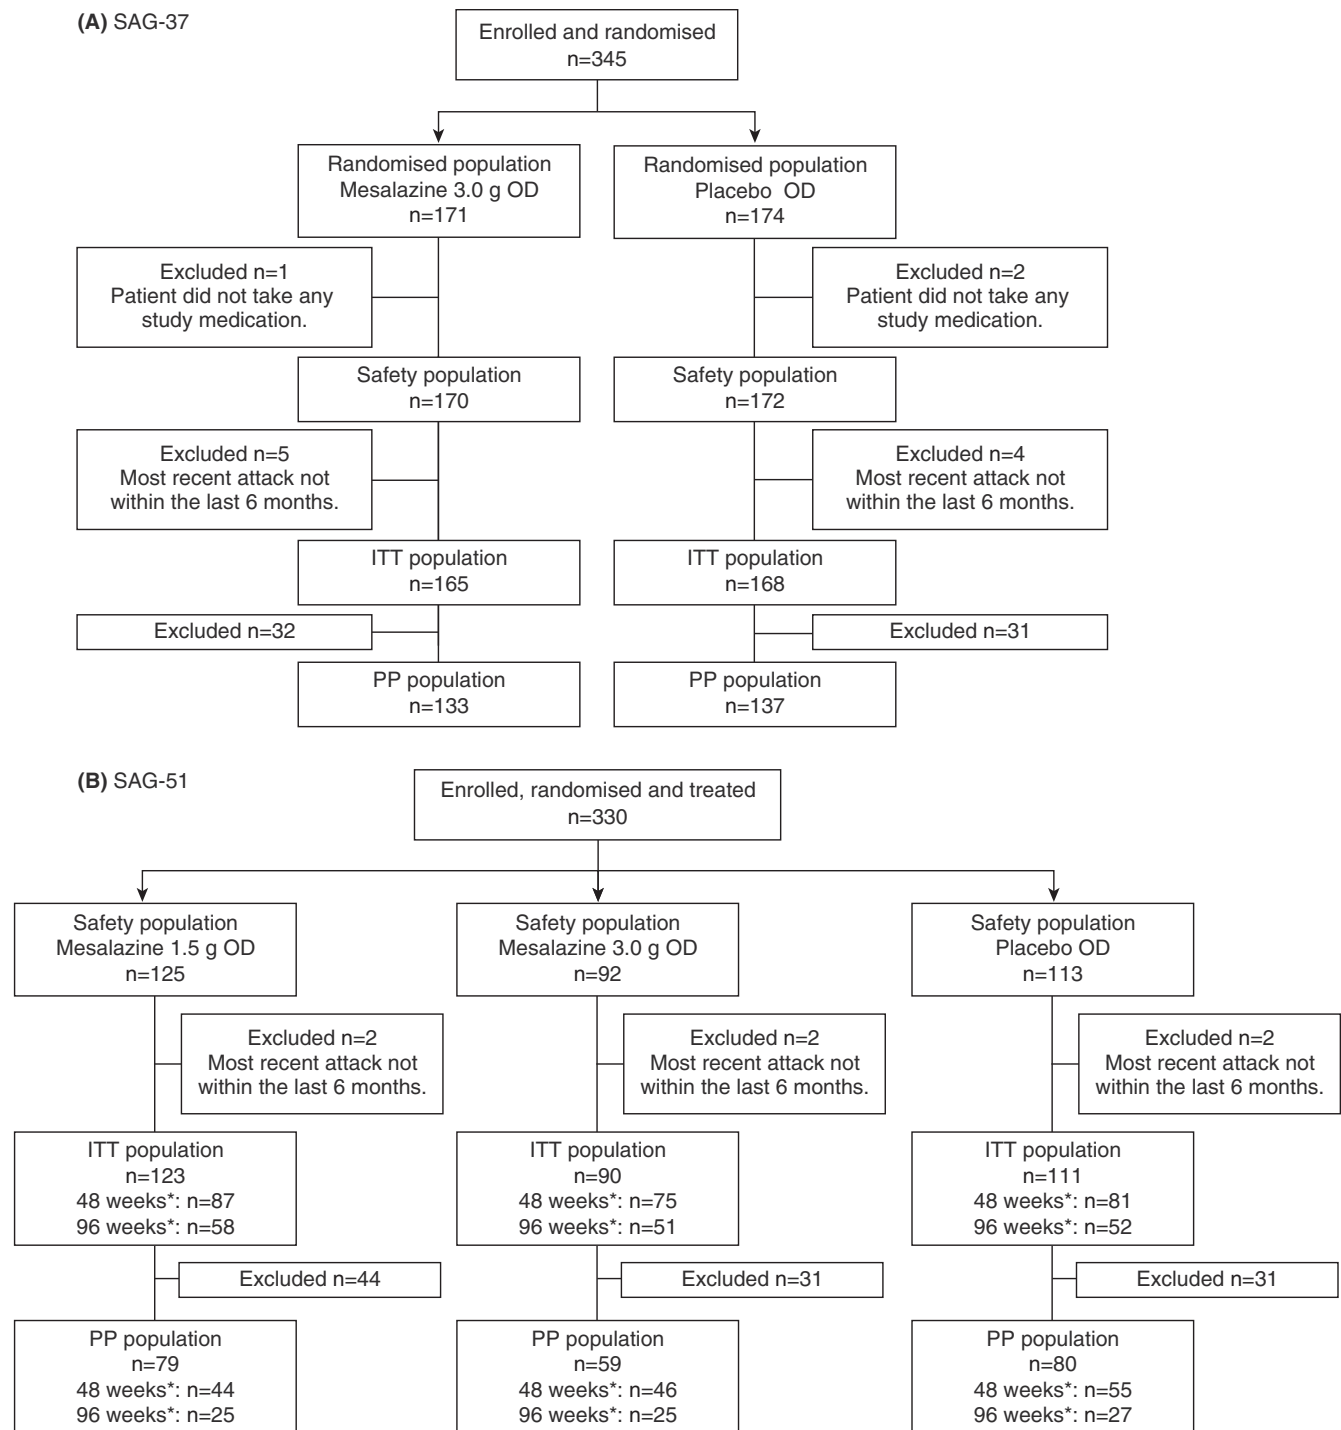 (A) SAG-37
Enrolled and randomised
n=345
Randomised population
Mesalazine 3.0 g OD
n=171
Randomised population
Placebo OD
n=174
Excluded n=1
Patient did not take any
study medication.
Excluded n=2
Patient did not take any
study medication.
Safety population
n=170
Safety population
n=172
Excluded n=5
Most recent attack not
within the last 6 months.
Excluded n=4
Most recent attack not
within the last 6 months.
ITT population
n=165
ITT population
n=168
Excluded n=32
Excluded n=31
PP population
n=133
PP population
n=137
(B) SAG-51
Enrolled, randomised and treated
n=330
Safety population
Mesalazine 1.5 g OD
n=125
Safety population
Mesalazine 3.0 g OD
n=92
Safety population
Placebo OD
n=113
Excluded n=2
Most recent attack not
within the last 6 months.
Excluded n=2
Most recent attack not
within the last 6 months.
Excluded n=2
Most recent attack not
within the last 6 months.
ITT population
n=123
48 weeks*: n=87
96 weeks*: n=58
ITT population
n=90
48 weeks*: n=75
96 weeks*: n=51
ITT population
n=111
48 weeks*: n=81
96 weeks*: n=52
Excluded n=44
Excluded n=31
Excluded n=31
PP population
n=79
48 weeks*: n=44
96 weeks*: n=25
PP population
n=59
48 weeks*: n=46
96 weeks*: n=25
PP population
n=80
48 weeks*: n=55
96 weeks*: n=27